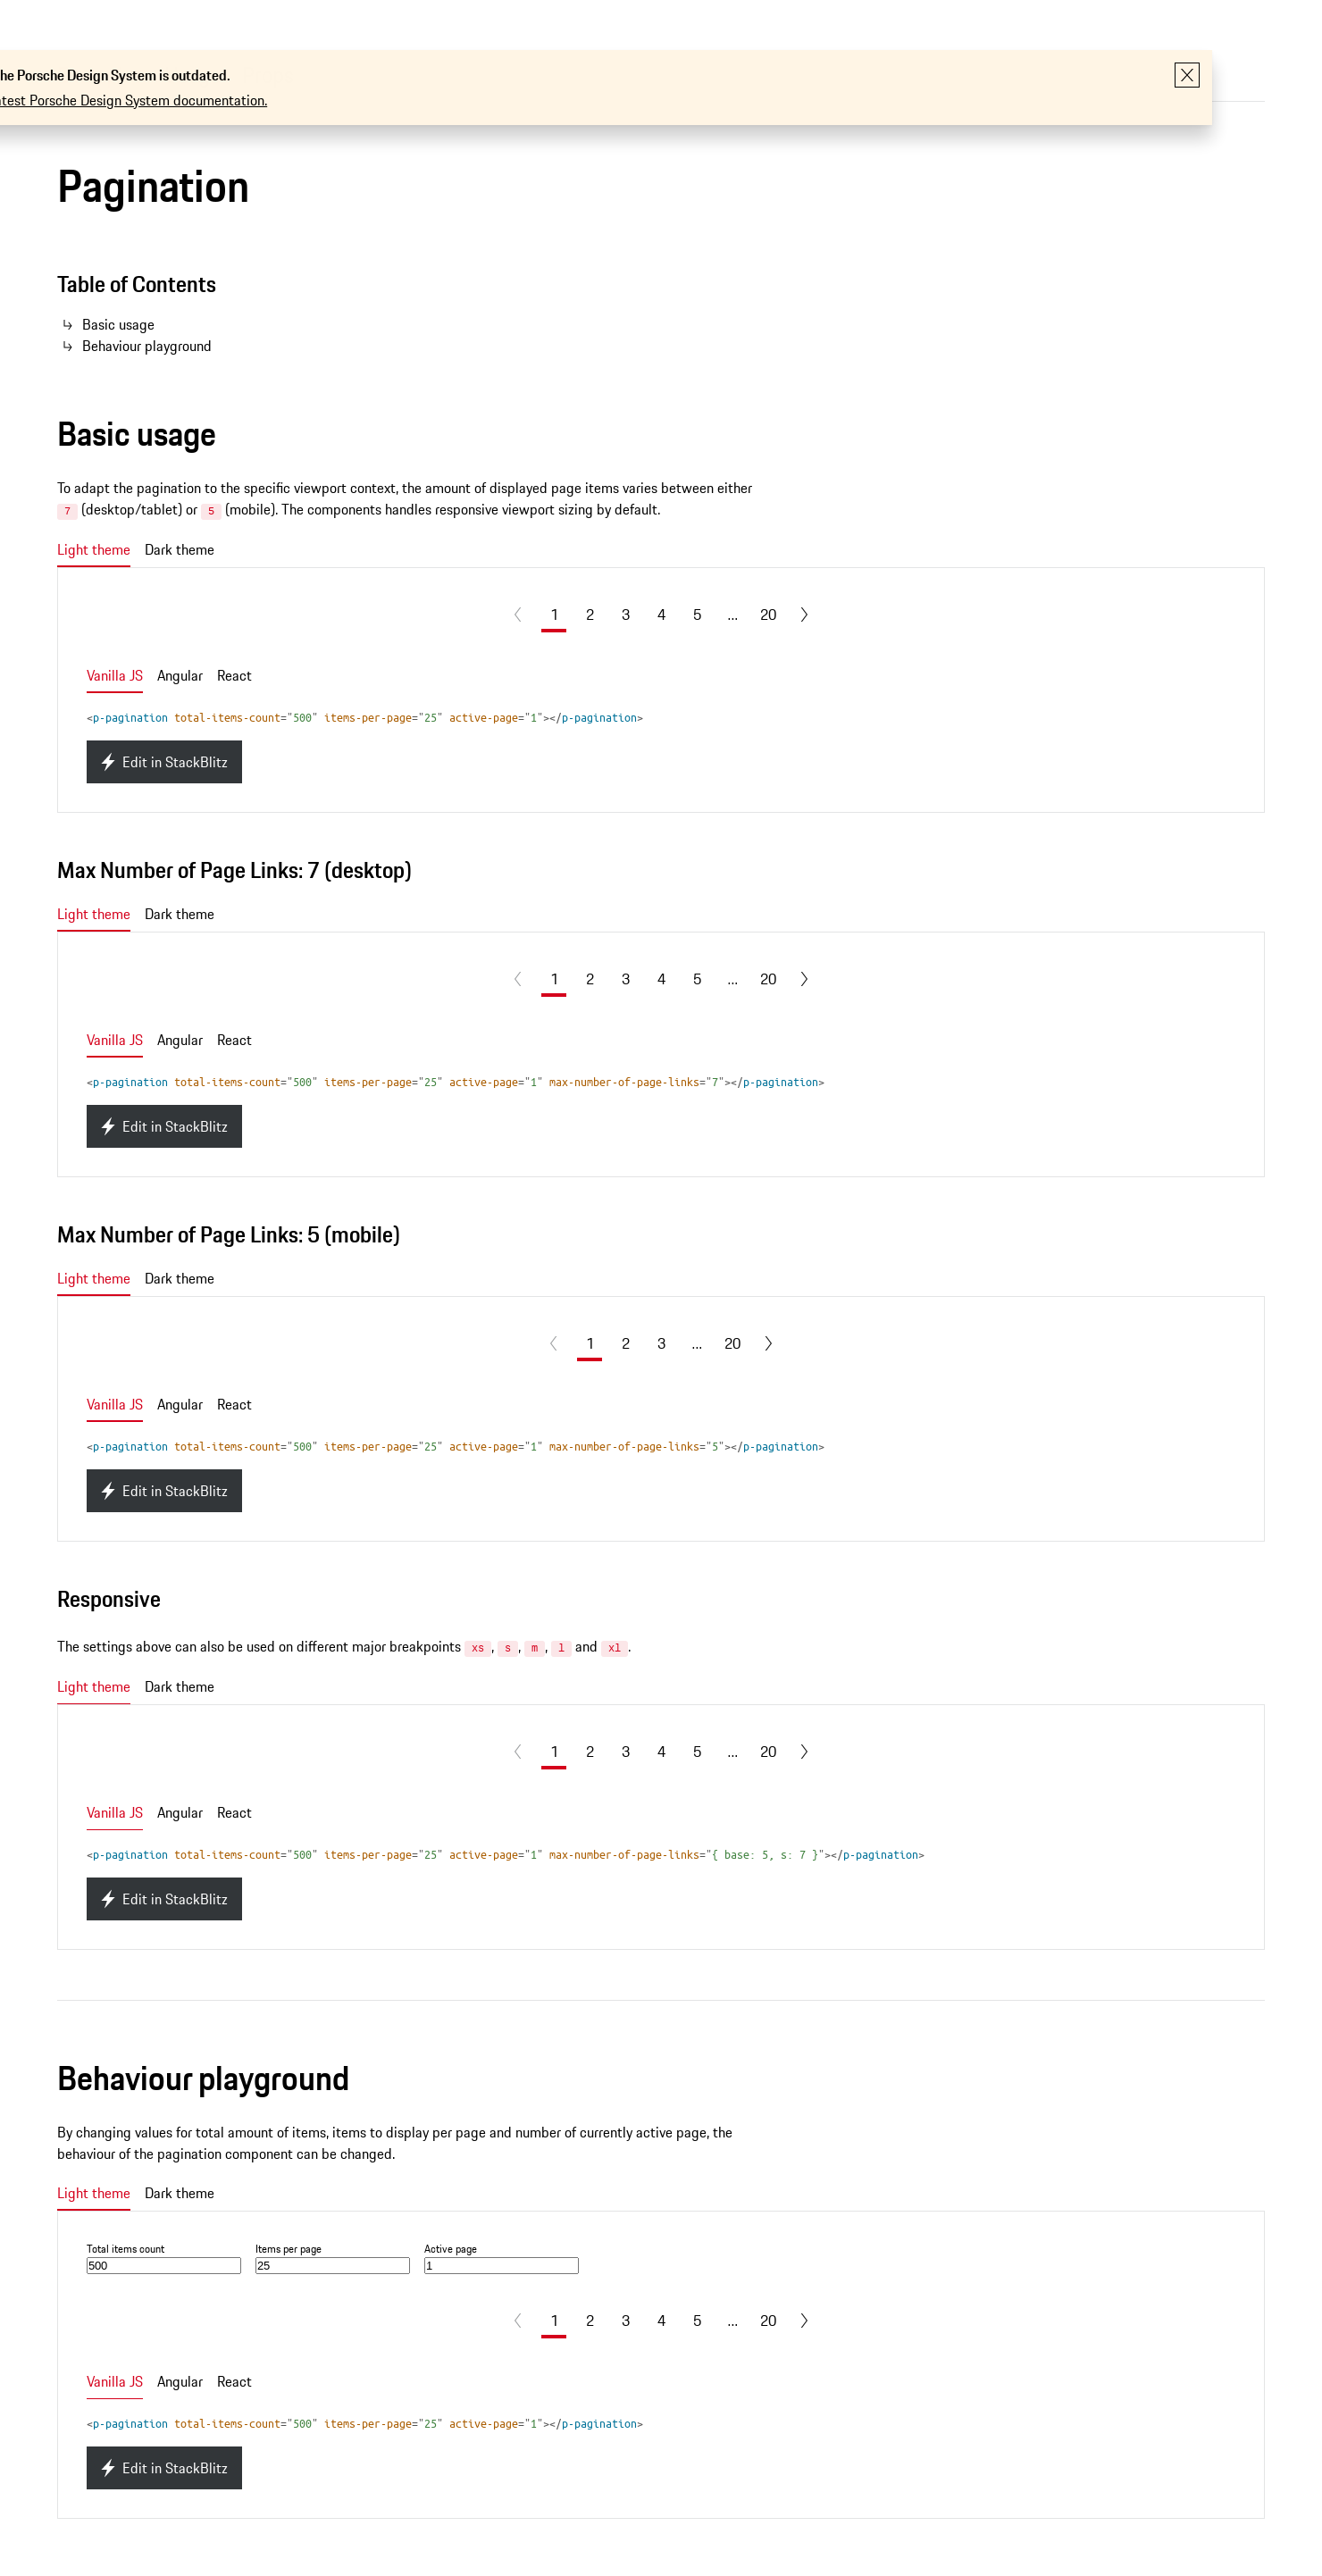 he Porsche Design System is outdated.
test Porsche Design System documentation.
Pagination
Table of Contents
Basic usage
Behaviour playground
Basic usage
To adapt the pagination to the specific viewport context, the amount of displayed page items varies between either
7 (desktop/tablet) or 5 (mobile). The components handles responsive viewport sizing by default.
Light theme Dark theme
1 2 3 4 5 ... 20
Vanilla JS Angular React
<p-pagination total-items-count="500" items-per-page="25" active-page="1"></p-pagination>
Edit in StackBlitz
Max Number of Page Links: 7 (desktop)
Light theme Dark theme
1 2 3 4 5 ... 20
Vanilla JS Angular React
<p-pagination total-items-count="500" items-per-page="25" active-page="1" max-number-of-page-links="7"></p-pagination>
Edit in StackBlitz
Max Number of Page Links: 5 (mobile)
Light theme Dark theme
1 2 3 ... 20
Vanilla JS Angular React
<p-pagination total-items-count="500" items-per-page="25" active-page="1" max-number-of-page-links="5"></p-pagination>
Edit in StackBlitz
Responsive
The settings above can also be used on different major breakpoints xs, s, m, l and xl.
Light theme Dark theme
1 2 3 4 5 ... 20
Vanilla JS Angular React
<p-pagination total-items-count="500" items-per-page="25" active-page="1" max-number-of-page-links="{ base: 5, s: 7 }"></p-pagination>
Edit in StackBlitz
Behaviour playground
By changing values for total amount of items, items to display per page and number of currently active page, the
behaviour of the pagination component can be changed.
Light theme Dark theme
Total items count Items per page Active page
500 25 1
1 2 3 4 5 ... 20
Vanilla JS Angular React
<p-pagination total-items-count="500" items-per-page="25" active-page="1"></p-pagination>
Edit in StackBlitz